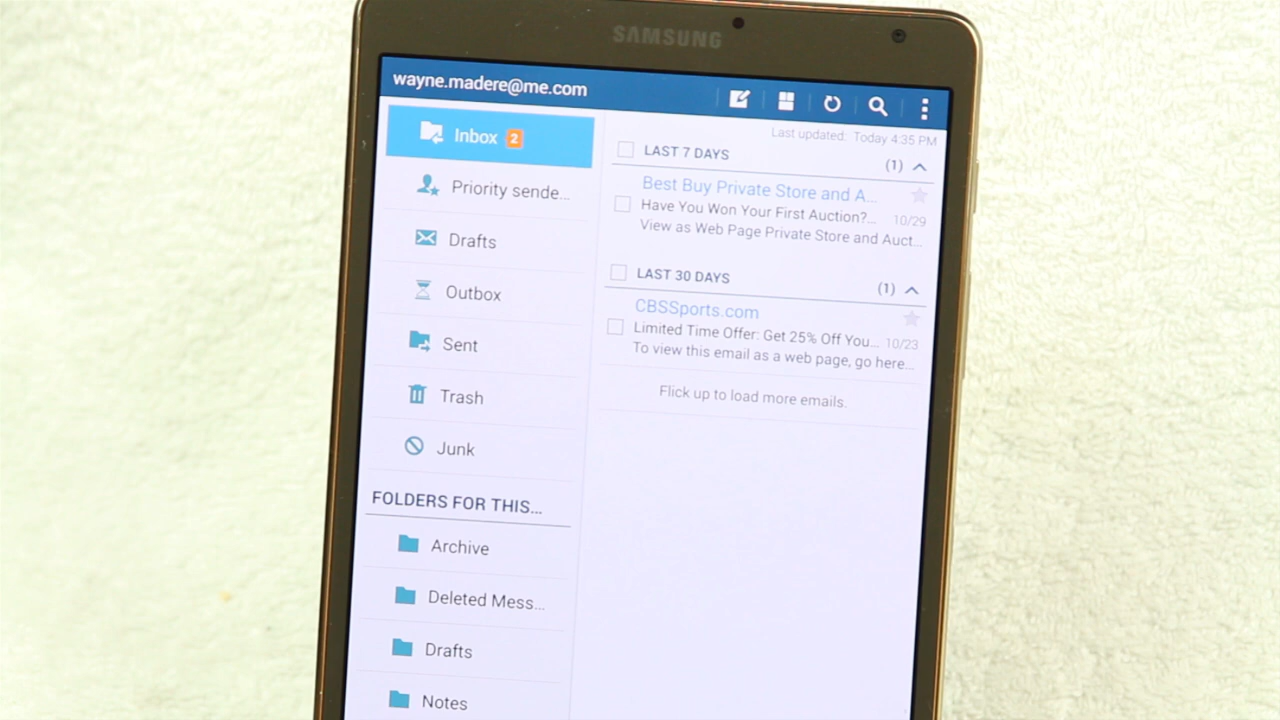 SAMSUNG
wayne.madere@me.com
Inbox 2
Priority sende...
Drafts
Outbox
Sent
Trash
Junk
FOLDERS FOR THIS...
Archive
Deleted Mess...
Drafts
Notes
Last updated: Today 4:35 PM
LAST 7 DAYS (1)
Best Buy Private Store and A...
Have You Won Your First Auction?... 10/29
View as Web Page Private Store and Auct...
LAST 30 DAYS (1)
CBSSports.com
Limited Time Offer: Get 25% Off You... 10/23
To view this email as a web page, go here...
Flick up to load more emails.